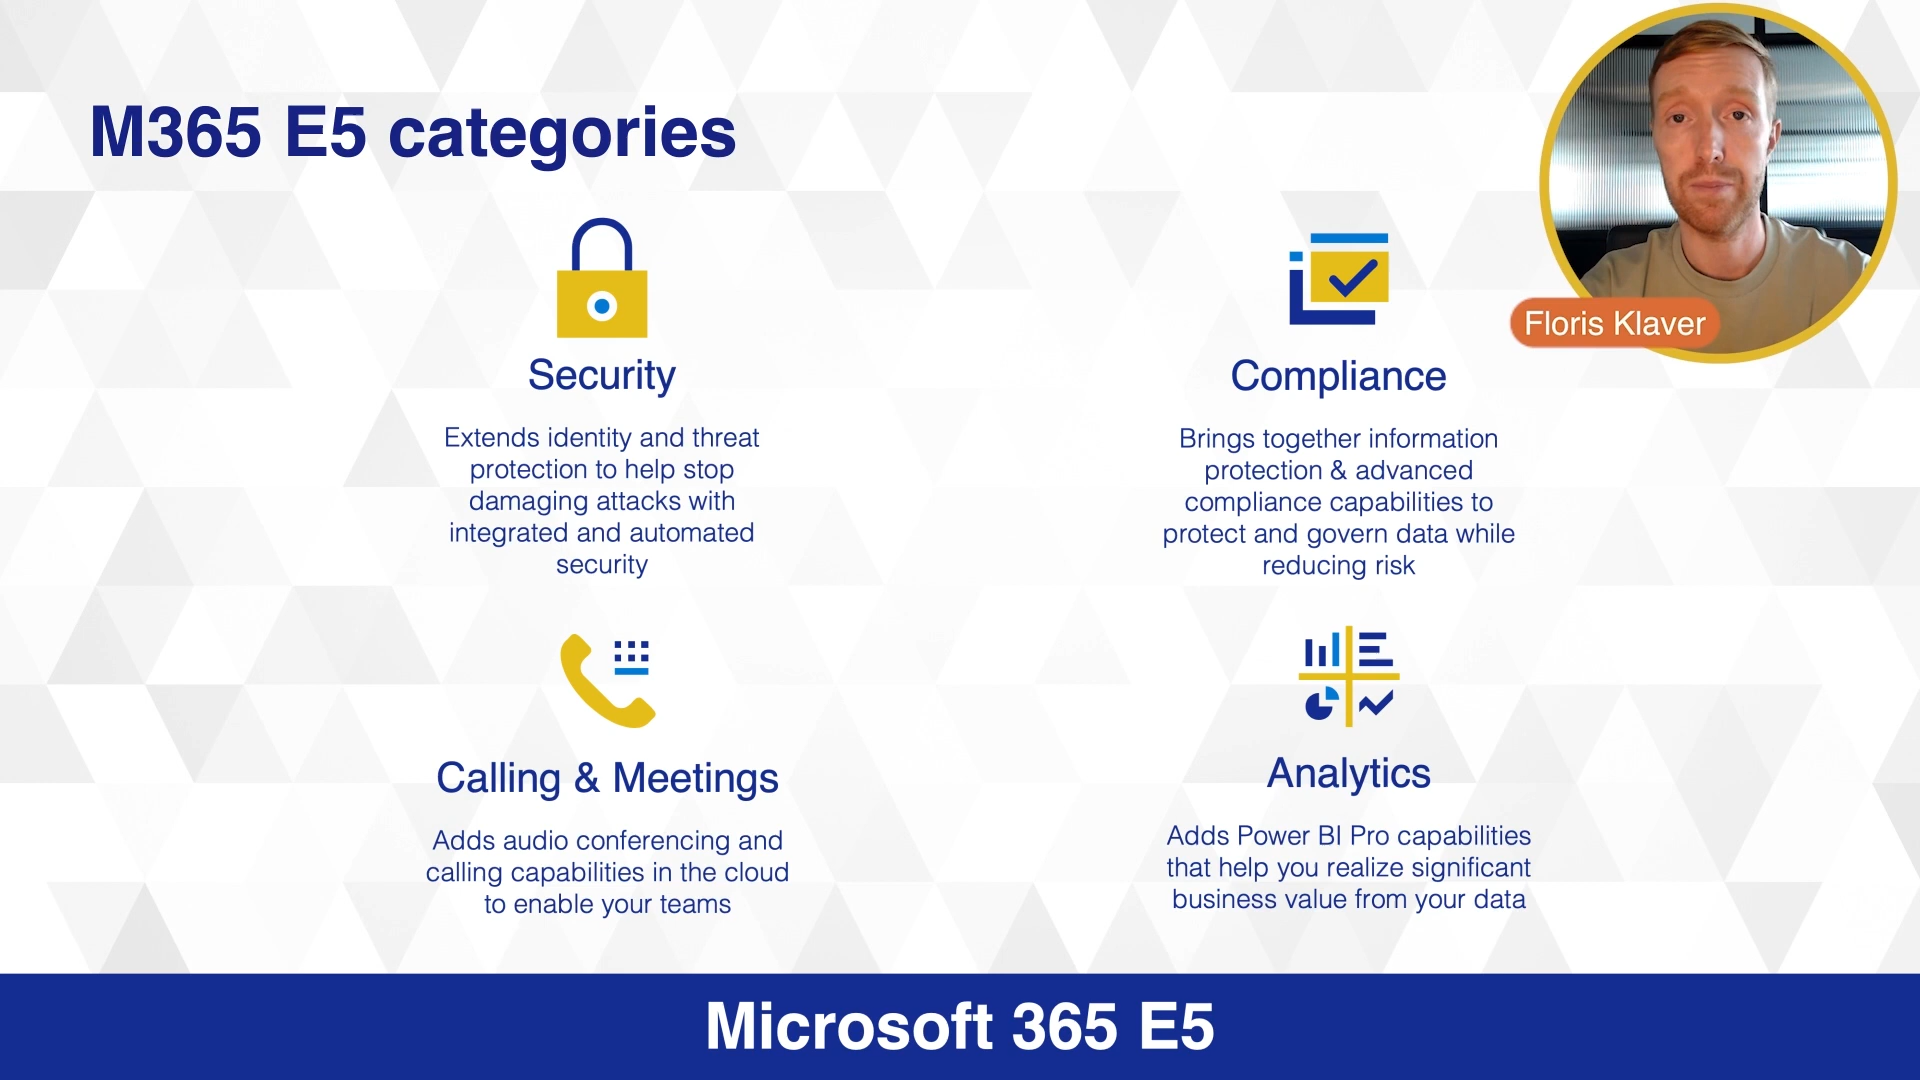 M365 E5 categories
Floris Klaver
Security
Extends identity and threat
protection to help stop
damaging attacks with
integrated and automated
security
Compliance
Brings together information
protection & advanced
compliance capabilities to
protect and govern data while
reducing risk
Calling & Meetings
Adds audio conferencing and
calling capabilities in the cloud
to enable your teams
Analytics
Adds Power BI Pro capabilities
that help you realize significant
business value from your data
Microsoft 365 E5